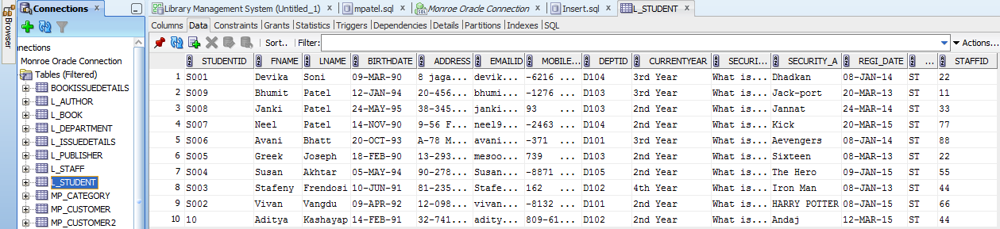 Connections x Library Management System (Untitled_1) x mpatel.sql x Monroe Oracle Connection x Insert.sql x L_STUDENT x
Browser
Columns Data Constraints Grants Statistics Triggers Dependencies Details Partitions Indexes SQL
Sort.. Filter: Actions...
nnections
Monroe Oracle Connection
Tables (Filtered)
BOOKISSUEDETAILS
L_AUTHOR
L_BOOK
L_DEPARTMENT
L_ISSUEDETAILS
L_PUBLISHER
L_STAFF
L_STUDENT
MP_CATEGORY
MP_CUSTOMER
MP_CUSTOMER2
STUDENTID FNAME LNAME BIRTHDATE ADDRESS EMAILID MOBILE... DEPTID CURRENTYEAR SECURI... SECURITY_A REGI_DATE ... STAFFID
1 S001 Devika Soni 09-MAR-90 8 jaga... devik... -6216 ... D104 3rd Year What is... Dhadkan 08-JAN-14 ST 22
2 S009 Bhumit Patel 12-JAN-94 20-456... bhumi... -1276 ... D103 3rd Year What is... Jack-port 20-MAR-13 ST 11
3 S008 Janki Patel 24-MAY-95 38-345... janki... 93 ... D103 2nd Year What is... Jannat 24-MAR-14 ST 33
4 S007 Neel Patel 14-NOV-90 9-56 F... neel9... -2463 ... D104 2nd Year What is... Kick 20-MAR-15 ST 77
5 S006 Avani Bhatt 20-OCT-93 A-78 M... avani... -371 ... D101 3rd Year What is... Aevengers 08-JAN-14 ST 88
6 S005 Greek Joseph 18-FEB-90 13-293... mesoo... 739 ... D103 2nd Year What is... Sixteen 08-MAR-13 ST 22
7 S004 Susan Akhtar 05-MAY-94 90-278... Susan... -8871 ... D105 2nd Year What is... The Hero 09-JAN-15 ST 55
8 S003 Stafeny Frendosi 10-JUN-91 81-235... Stafe... 162 ... D102 4th Year What is... Iron Man 08-JAN-13 ST 44
9 S002 Vivan Vangdu 09-APR-92 12-098... vivan... -8132 ... D101 2nd Year What is... HARRY POTTER 08-JAN-15 ST 66
10 10 Aditya Kashayap 14-FEB-91 32-741... adity... 809-61... D102 2nd Year What is... Andaj 12-MAR-15 ST 44